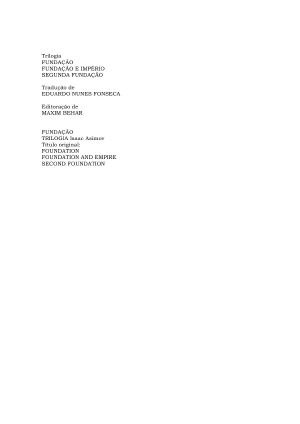 Trilogia
FUNDAÇÃO
FUNDAÇÃO E IMPÉRIO
SEGUNDA FUNDAÇÃO
Tradução de
EDUARDO NUNES FONSECA
Editoração de
MAXIM BEHAR
FUNDAÇÃO
TRILOGIA Isaac Asimov
Título original:
FOUNDATION
FOUNDATION AND EMPIRE
SECOND FOUNDATION